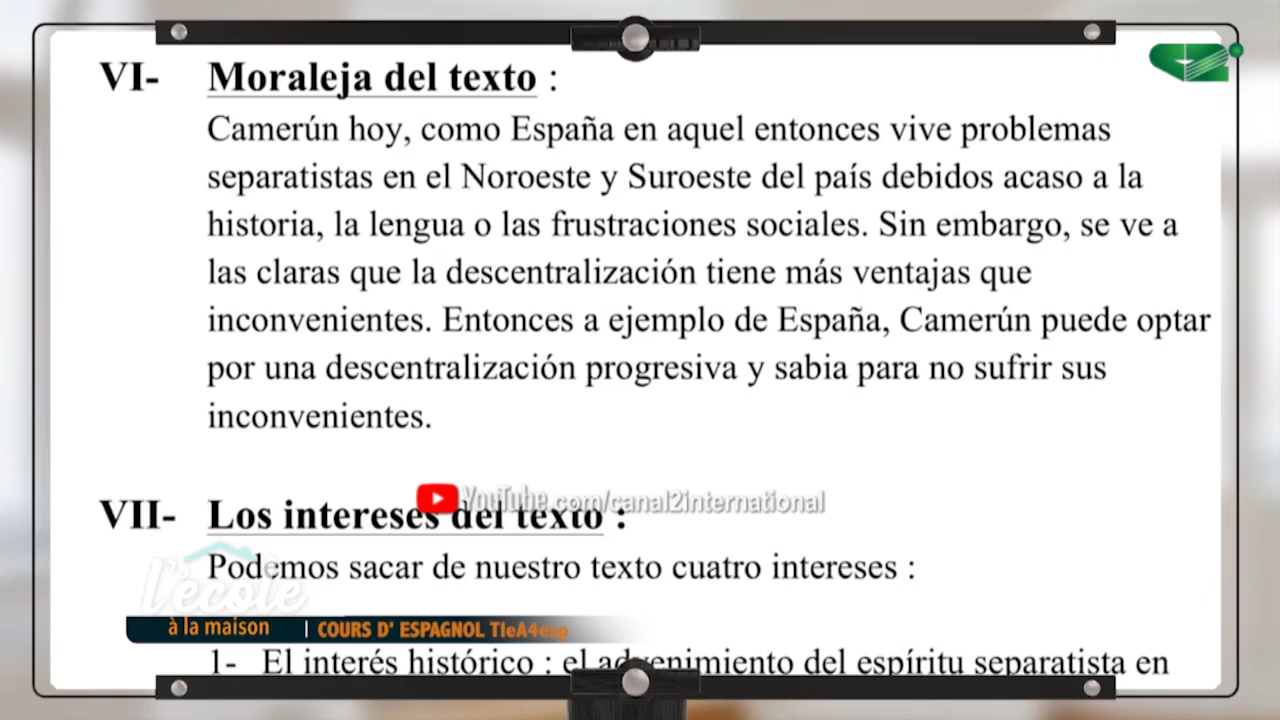 VI- Moraleja del texto :
Camerún hoy, como España en aquel entonces vive problemas
separatistas en el Noroeste y Suroeste del país debidos acaso a la
historia, la lengua o las frustraciones sociales. Sin embargo, se ve a
las claras que la descentralización tiene más ventajas que
inconvenientes. Entonces a ejemplo de España, Camerún puede optar
por una descentralización progresiva y sabia para no sufrir sus
inconvenientes.
YouTube.com/canal2international
VII- Los intereses del texto :
Podemos sacar de nuestro texto cuatro intereses :
l'école
à la maison | COURS D' ESPAGNOL TleA4esp
1- El interés histórico : el advenimiento del espíritu separatista en